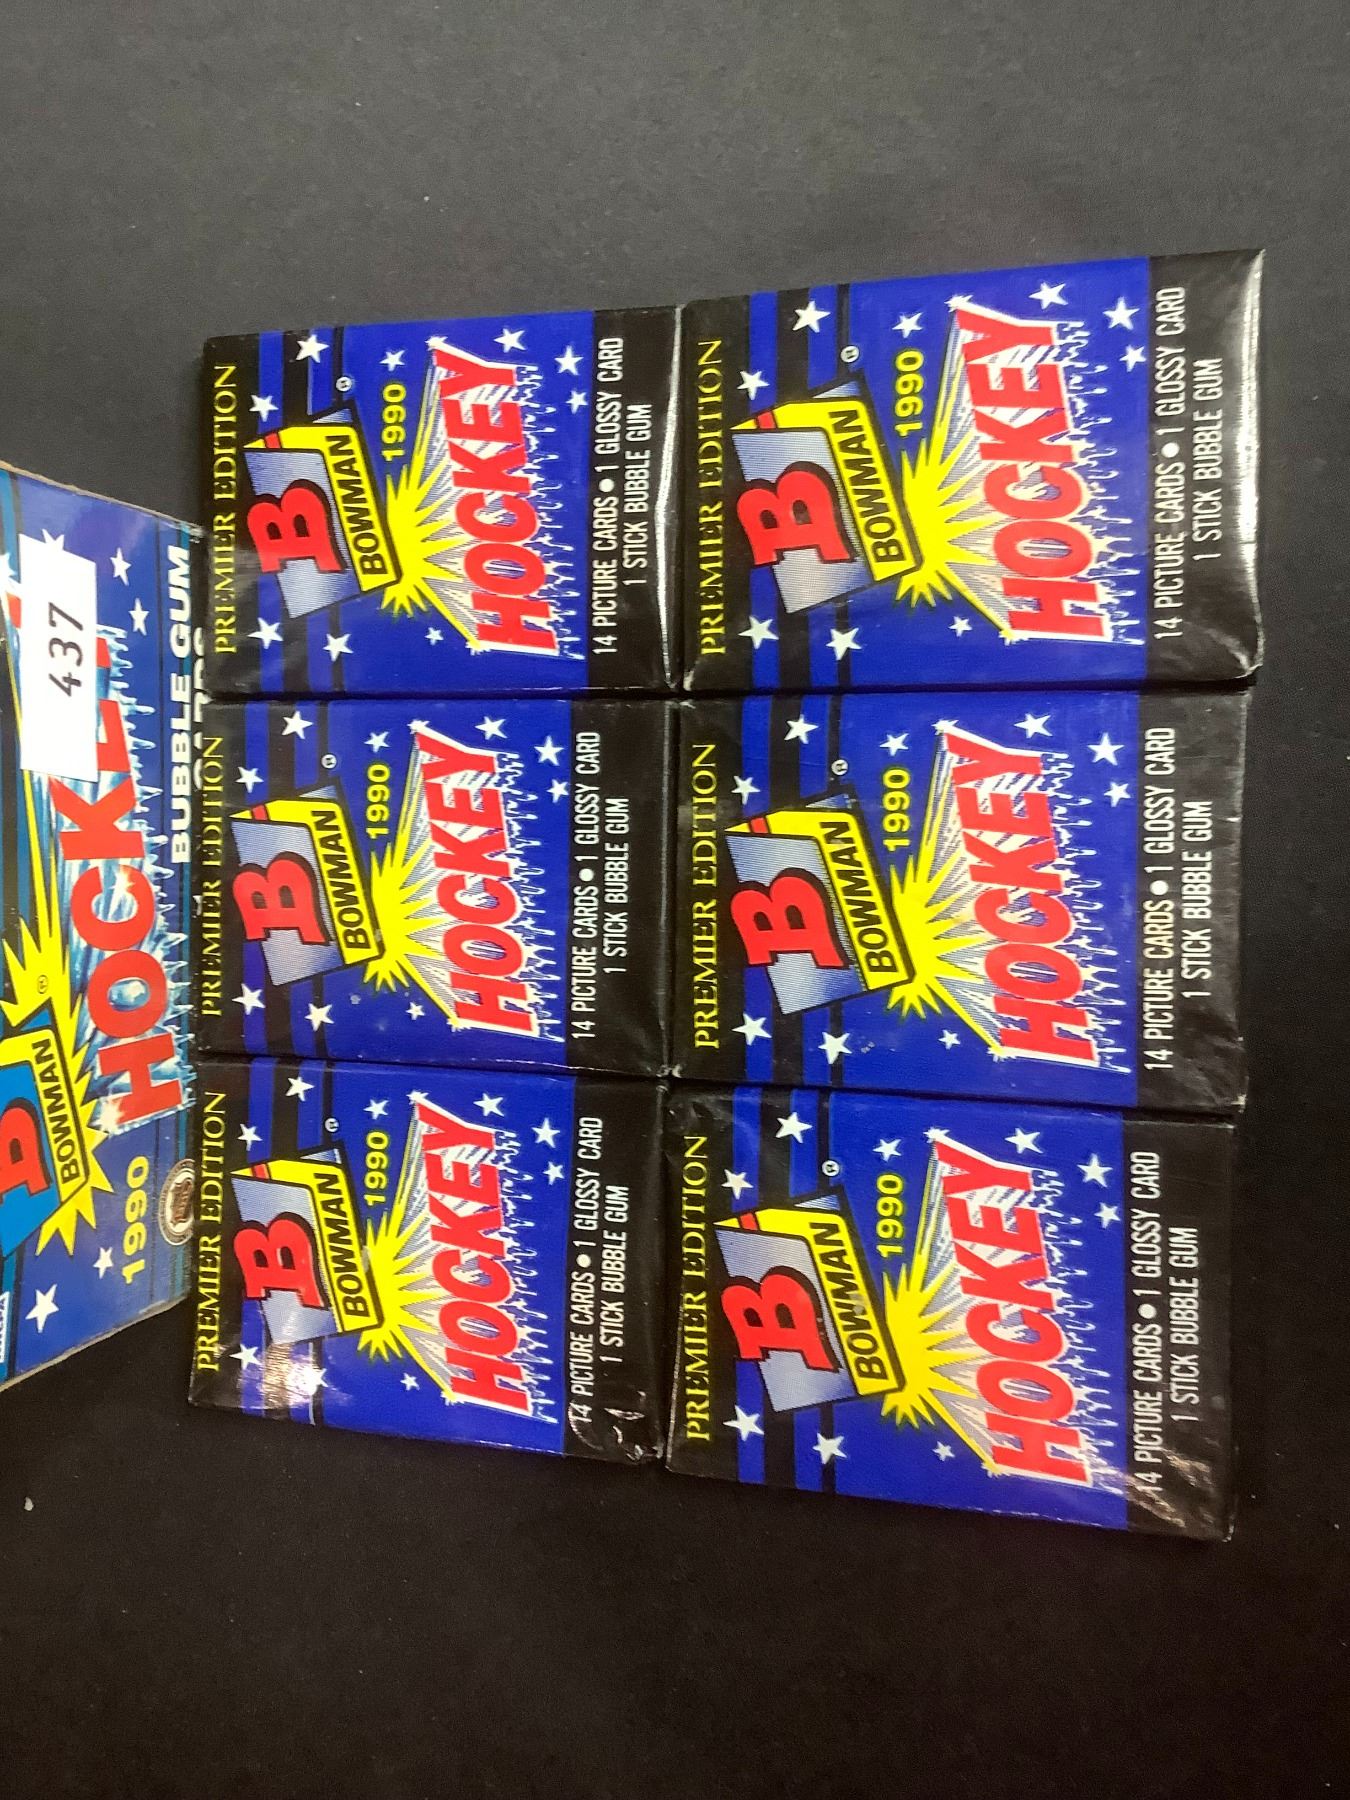 437
B
BOWMAN
®
1990
HOCKE
BUBBLE GUM
PREMIER EDITION
B
BOWMAN
®
1990
HOCKEY
14 PICTURE CARDS • 1 GLOSSY CARD
1 STICK BUBBLE GUM
PREMIER EDITION
B
BOWMAN
®
1990
HOCKEY
14 PICTURE CARDS • 1 GLOSSY CARD
1 STICK BUBBLE GUM
PREMIER EDITION
B
BOWMAN
®
1990
HOCKEY
14 PICTURE CARDS • 1 GLOSSY CARD
1 STICK BUBBLE GUM
PREMIER EDITION
B
BOWMAN
®
1990
HOCKEY
14 PICTURE CARDS • 1 GLOSSY CARD
1 STICK BUBBLE GUM
PREMIER EDITION
B
BOWMAN
®
1990
HOCKEY
14 PICTURE CARDS • 1 GLOSSY CARD
1 STICK BUBBLE GUM
PREMIER EDITION
B
BOWMAN
®
1990
HOCKEY
14 PICTURE CARDS • 1 GLOSSY CARD
1 STICK BUBBLE GUM